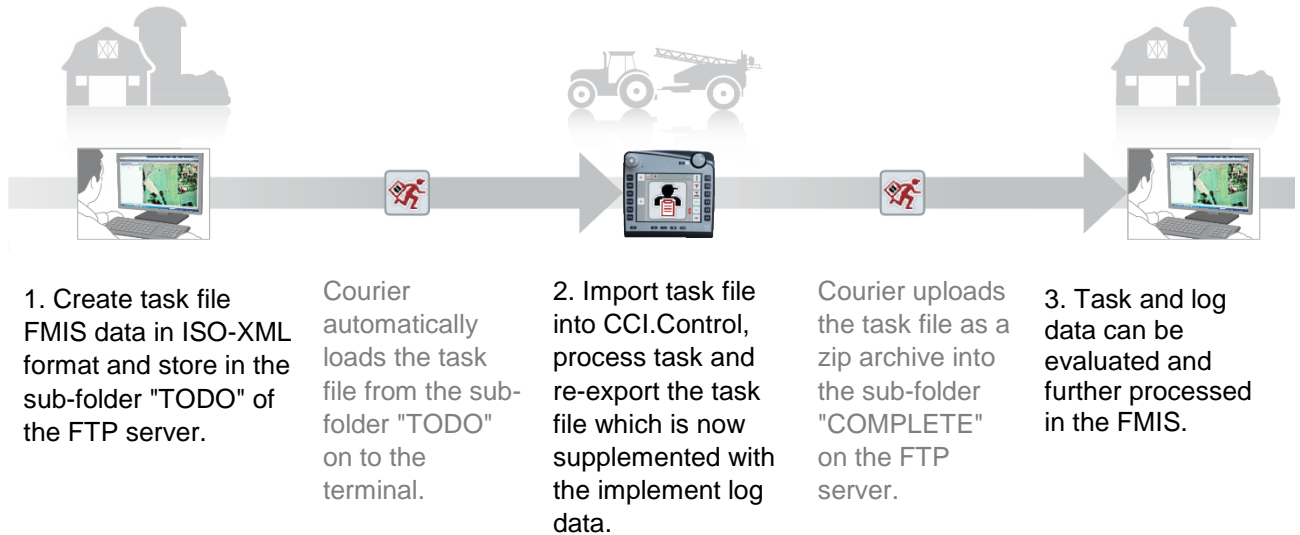 1. Create task file
FMIS data in ISO-XML
format and store in the
sub-folder "TODO" of
the FTP server.
Courier
automatically
loads the task
file from the sub-
folder "TODO"
on to the
terminal.
2. Import task file
into CCI.Control,
process task and
re-export the task
file which is now
supplemented with
the implement log
data.
Courier uploads
the task file as a
zip archive into
the sub-folder
"COMPLETE"
on the FTP
server.
3. Task and log
data can be
evaluated and
further processed
in the FMIS.